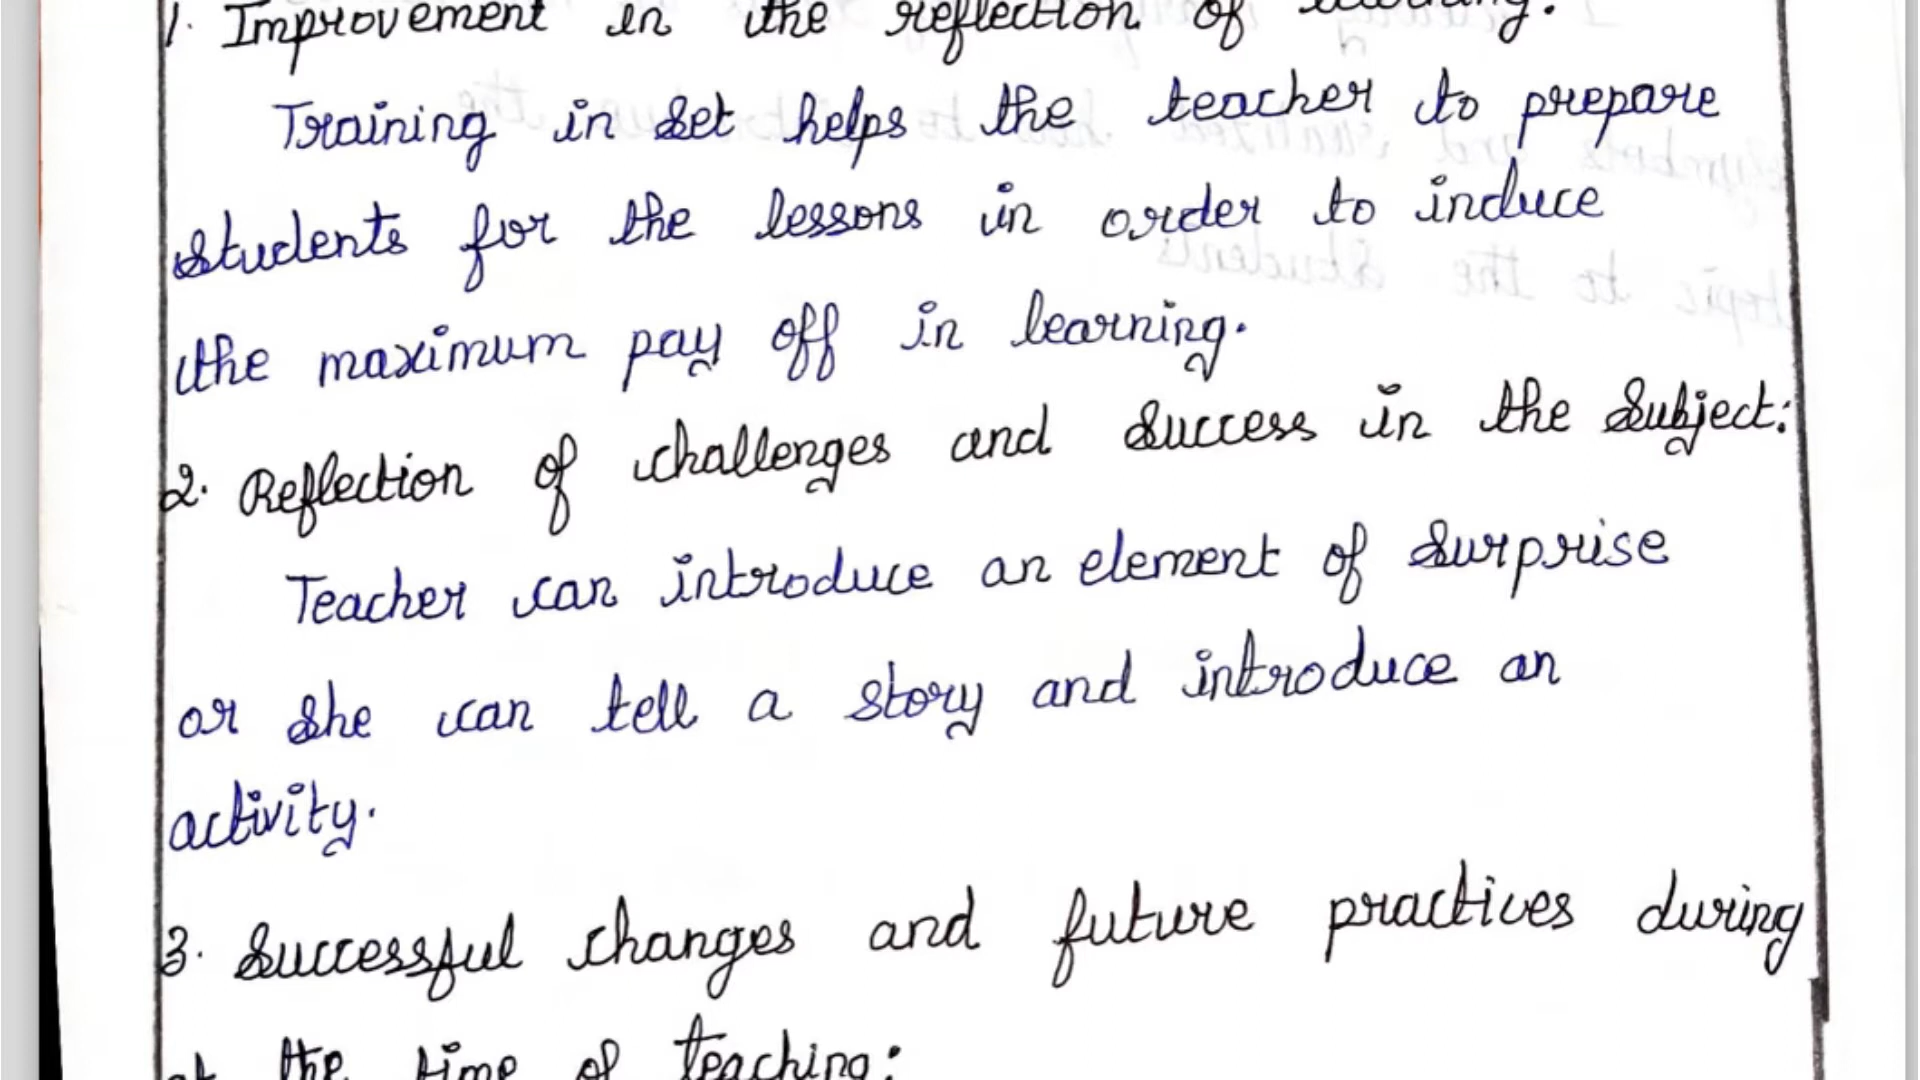 1. Improvement in the reflection of
Training in set helps the teacher to prepare
students for the lessons in order to induce
the maximum pay off in learning.
2. Reflection of challenges and success in the Subject:
Teacher can introduce an element of surprise
or she can tell a story and introduce an
activity.
3. Successful changes and future practices during
at the time of teaching: